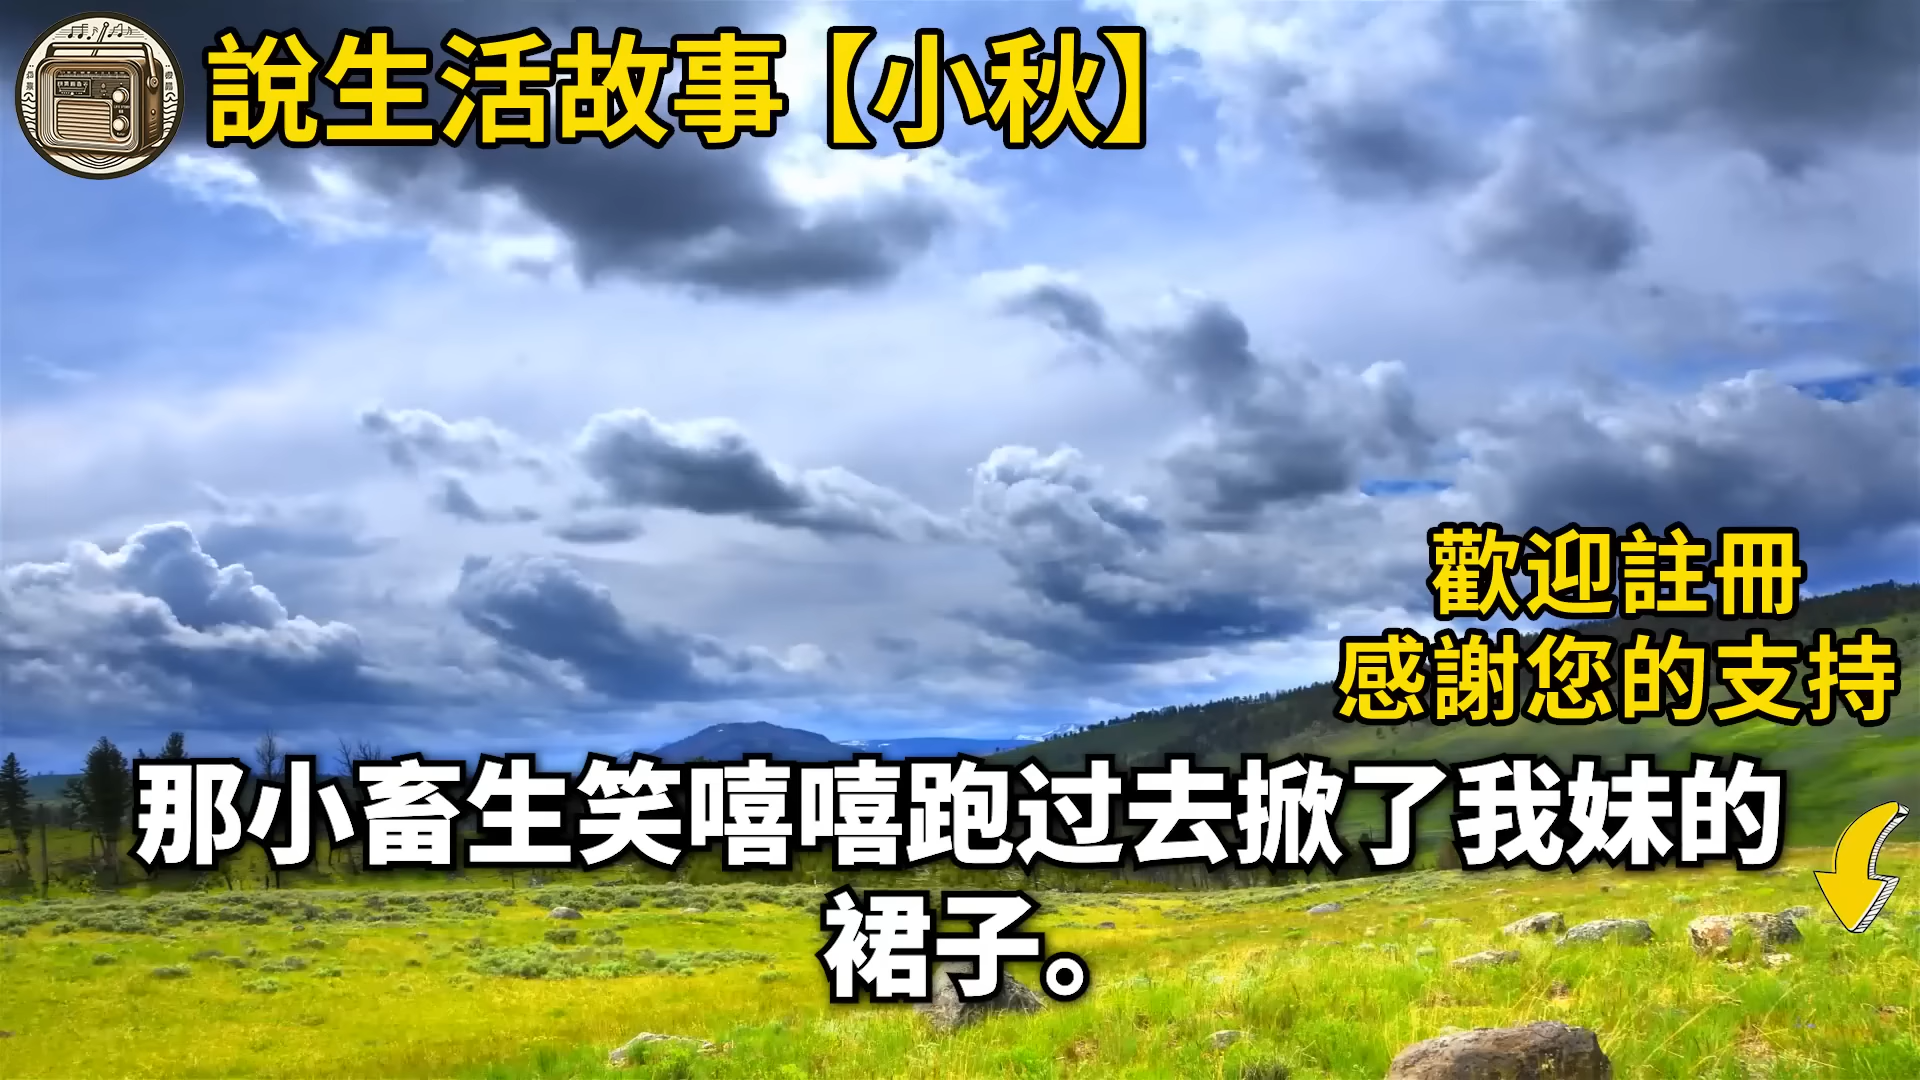 說生活故事【小秋】
歡迎註冊
感謝您的支持
那小畜生笑嘻嘻跑过去掀了我妹的
裙子。